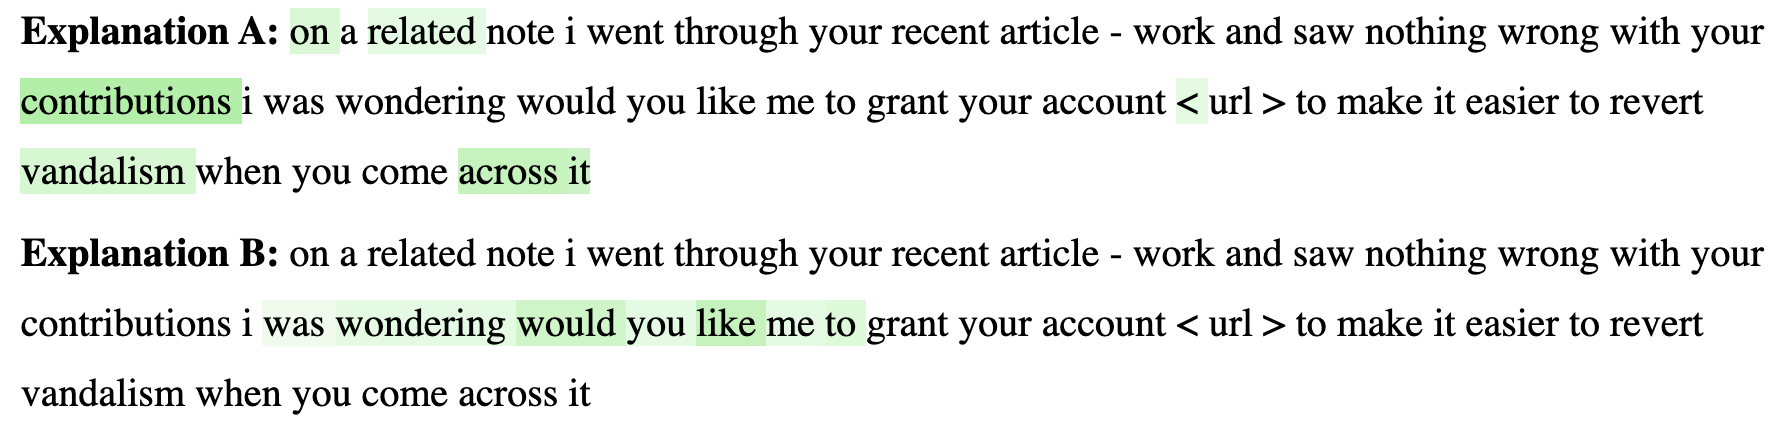 Explanation A: on a related note i went through your recent article - work and saw nothing wrong with your
contributions i was wondering would you like me to grant your account < url > to make it easier to revert
vandalism when you come across it
Explanation B: on a related note i went through your recent article - work and saw nothing wrong with your
contributions i was wondering would you like me to grant your account < url > to make it easier to revert
vandalism when you come across it